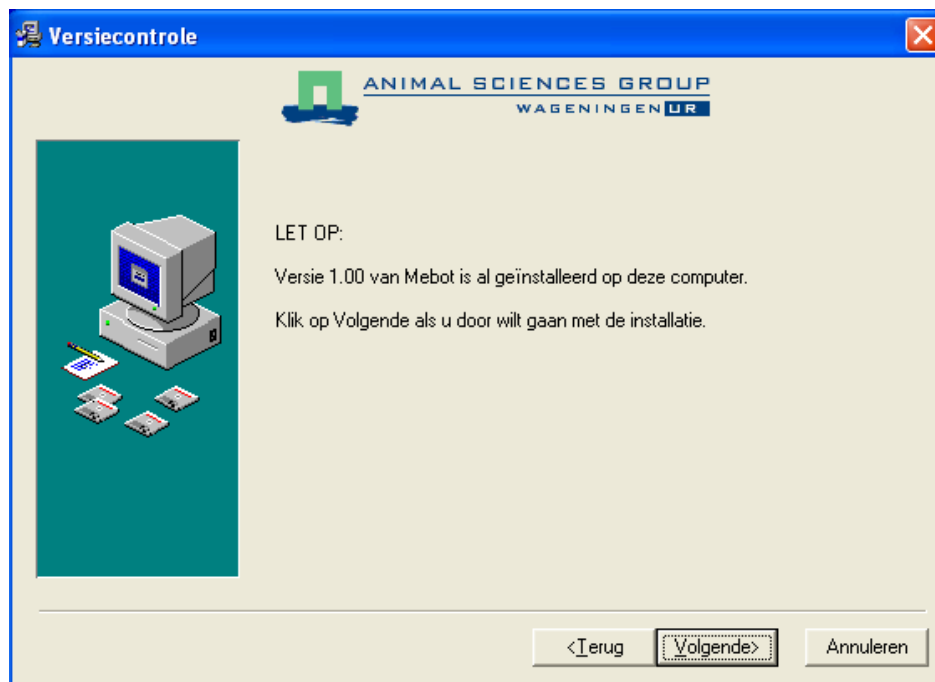 Versiecontrole
ANIMAL SCIENCES GROUP
WAGENINGEN UR
LET OP:
Versie 1.00 van Mebot is al geïnstalleerd op deze computer.
Klik op Volgende als u door wilt gaan met de installatie.
<Terug Volgende> Annuleren